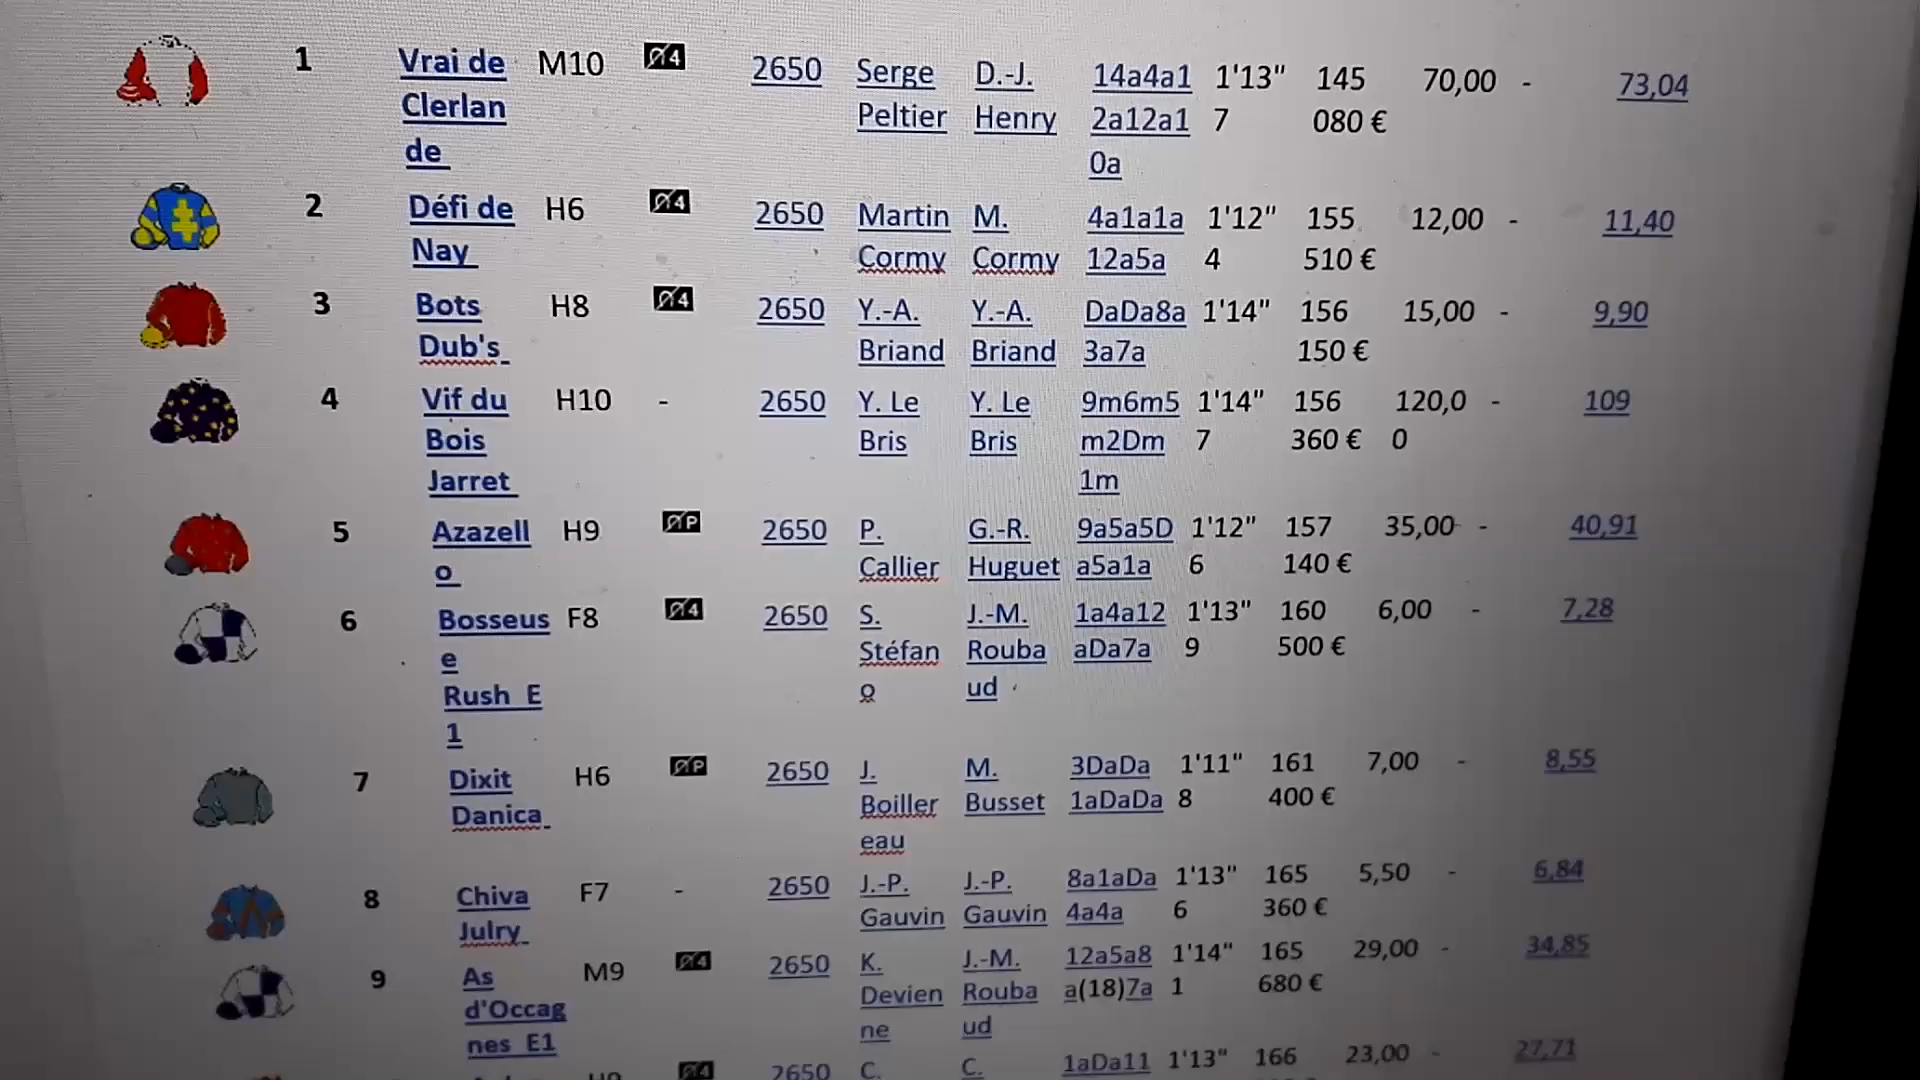 1 Vrai de M10 Ø4 2650 Serge D.-J. 14a4a1 1'13" 145 70,00 - 73,04
Clerlan Peltier Henry 2a12a1 7 080 €
de 0a
2 Défi de H6 Ø4 2650 Martin M. 4a1a1a 1'12" 155 12,00 - 11,40
Nay Cormy Cormy 12a5a 4 510 €
3 Bots H8 Ø4 2650 Y.-A. Y.-A. DaDa8a 1'14" 156 15,00 - 9,90
Dub's Briand Briand 3a7a 150 €
4 Vif du H10 - 2650 Y. Le Y. Le 9m6m5 1'14" 156 120,0 - 109
Bois Bris Bris m2Dm 7 360 € 0
Jarret 1m
5 Azazell H9 ØP 2650 P. G.-R. 9a5a5D 1'12" 157 35,00 - 40,91
o Callier Huguet a5a1a 6 140 €
6 Bosseus F8 Ø4 2650 S. J.-M. 1a4a12 1'13" 160 6,00 - 7,28
e Stéfan Rouba aDa7a 9 500 €
Rush E o ud
1
7 Dixit H6 ØP 2650 J. M. 3DaDa 1'11" 161 7,00 - 8,55
Danica Boiller Busset 1aDaDa 8 400 €
eau
8 Chiva F7 - 2650 J.-P. J.-P. 8a1aDa 1'13" 165 5,50 - 6,84
Julry Gauvin Gauvin 4a4a 6 360 €
9 As M9 Ø4 2650 K. J.-M. 12a5a8 1'14" 165 29,00 - 34,85
d'Occag Devien Rouba a(18)7a 1 680 €
nes E1 ne ud
Ø4 2650 C. C. 1aDa11 1'13" 166 23,00 - 27,71